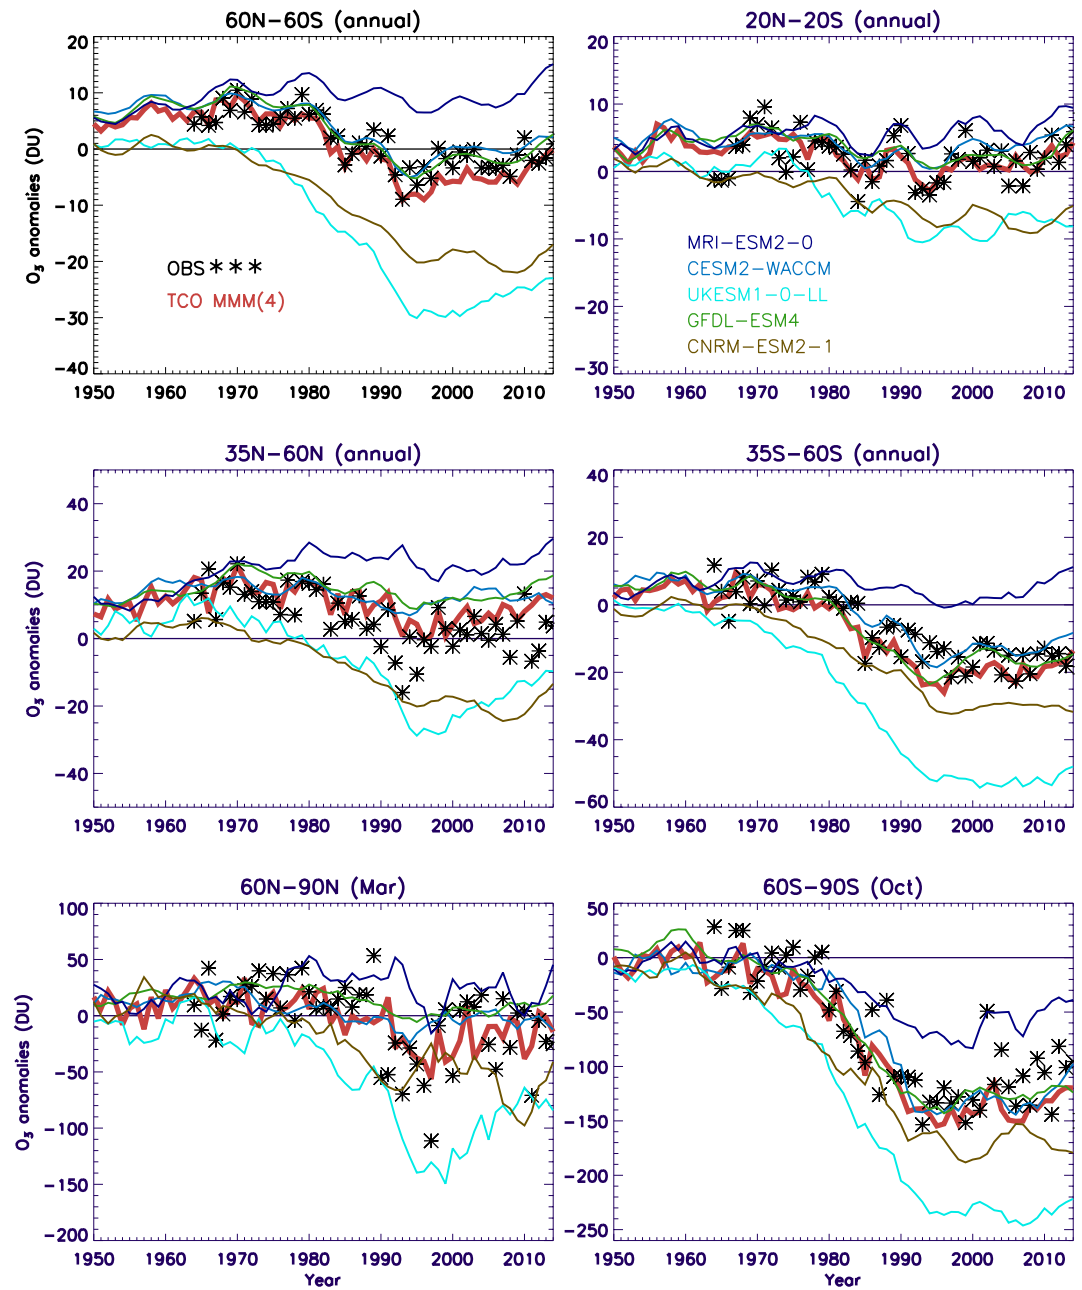 60N-60S (annual)
20
10
0
-10
-20
-30
-40
O3 anomalies (DU)
OBS***
TCO MMM(4)
1950 1960 1970 1980 1990 2000 2010
20N-20S (annual)
20
10
0
-10
-20
-30
MRI-ESM2-0
CESM2-WACCM
UKESM1-0-LL
GFDL-ESM4
CNRM-ESM2-1
1950 1960 1970 1980 1990 2000 2010
35N-60N (annual)
40
20
0
-20
-40
O3 anomalies (DU)
1950 1960 1970 1980 1990 2000 2010
35S-60S (annual)
40
20
0
-20
-40
-60
1950 1960 1970 1980 1990 2000 2010
60N-90N (Mar)
100
50
0
-50
-100
-150
-200
O3 anomalies (DU)
1950 1960 1970 1980 1990 2000 2010
Year
60S-90S (Oct)
50
0
-50
-100
-150
-200
-250
1950 1960 1970 1980 1990 2000 2010
Year